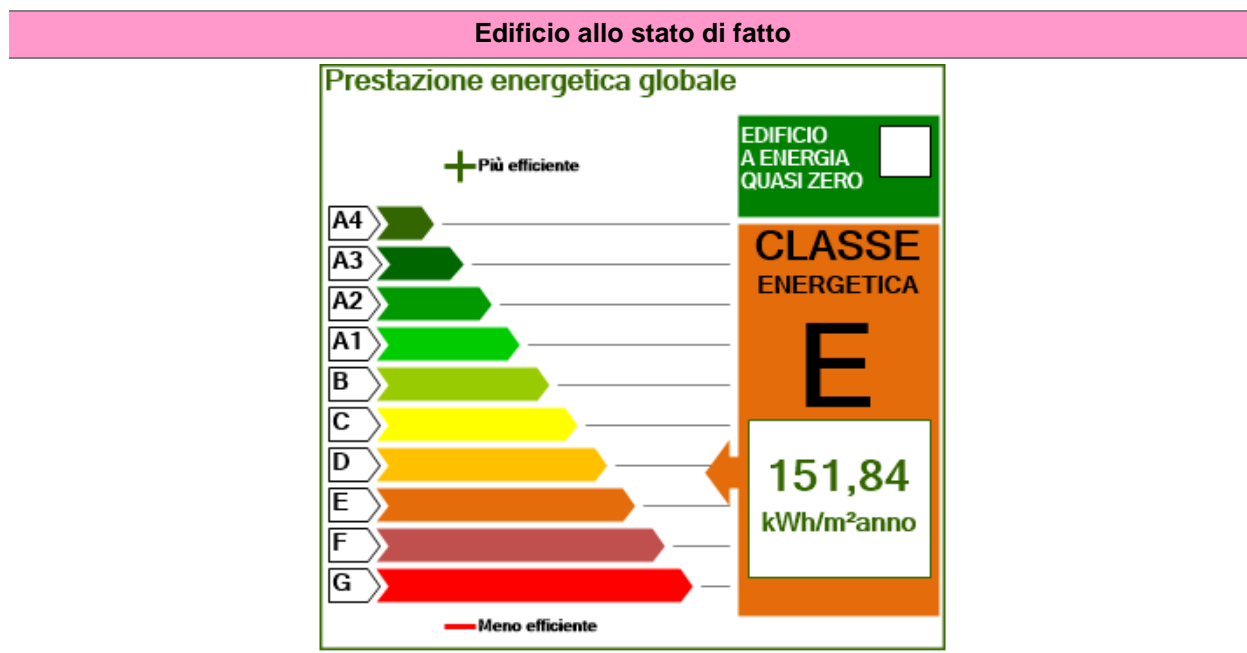 Edificio allo stato di fatto
Prestazione energetica globale
EDIFICIO
A ENERGIA
QUASI ZERO
Più efficiente
A4
A3
A2
A1
B
C
D
E
F
G
Meno efficiente
CLASSE
ENERGETICA
E
151,84
kWh/m²anno